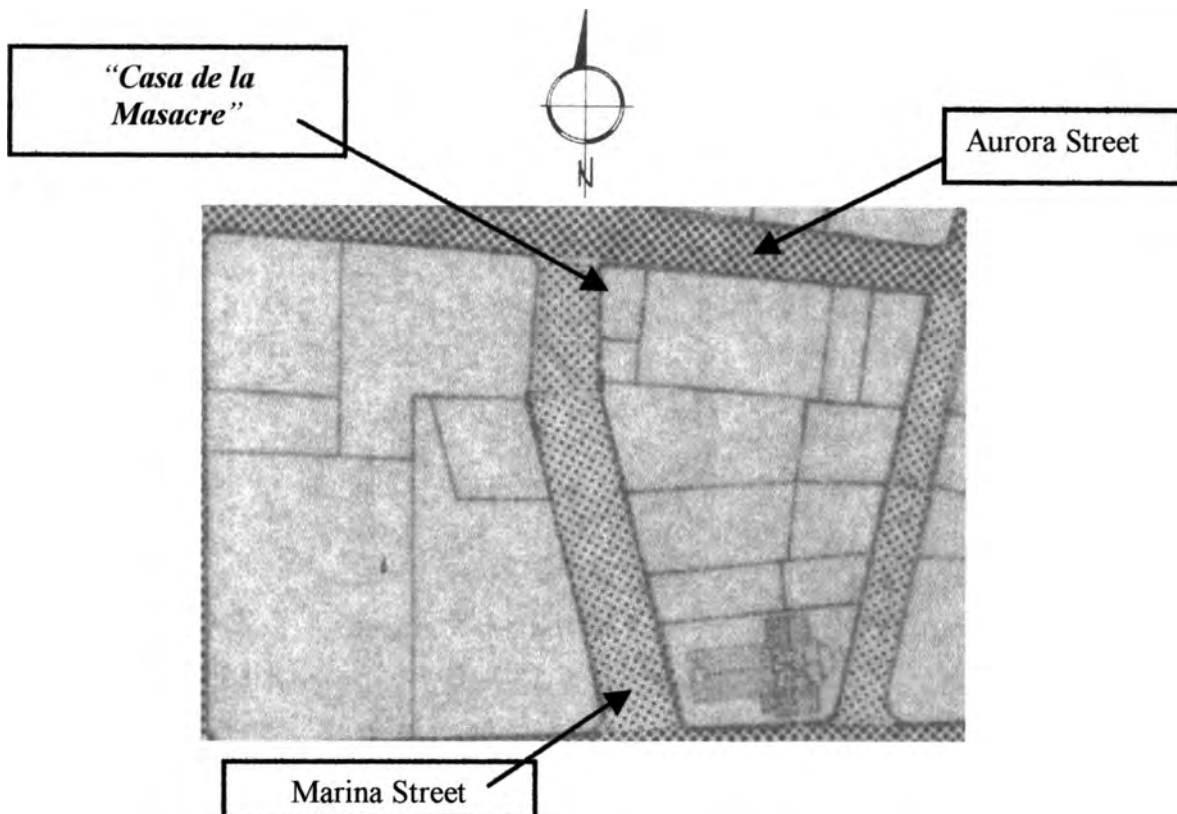 “Casa de la
Masacre”
Aurora Street
N
Marina Street